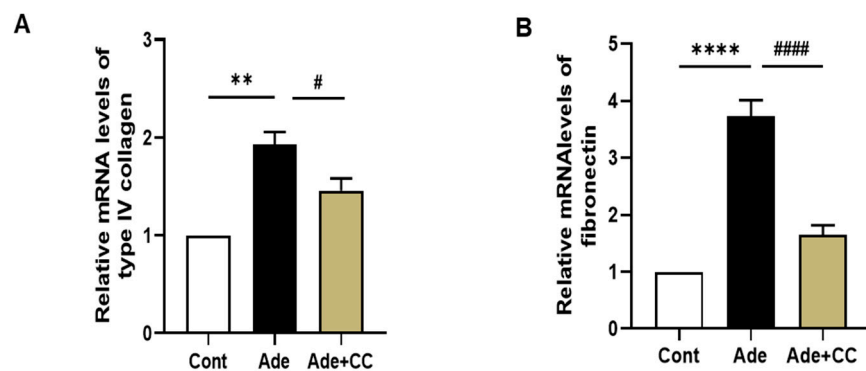 A
Relative mRNA levels of
type IV collagen
3
2
1
0
**
#
Cont
Ade
Ade+CC
B
Relative mRNAlevels of
fibronectin
5
4
3
2
1
0
****
####
Cont
Ade
Ade+CC